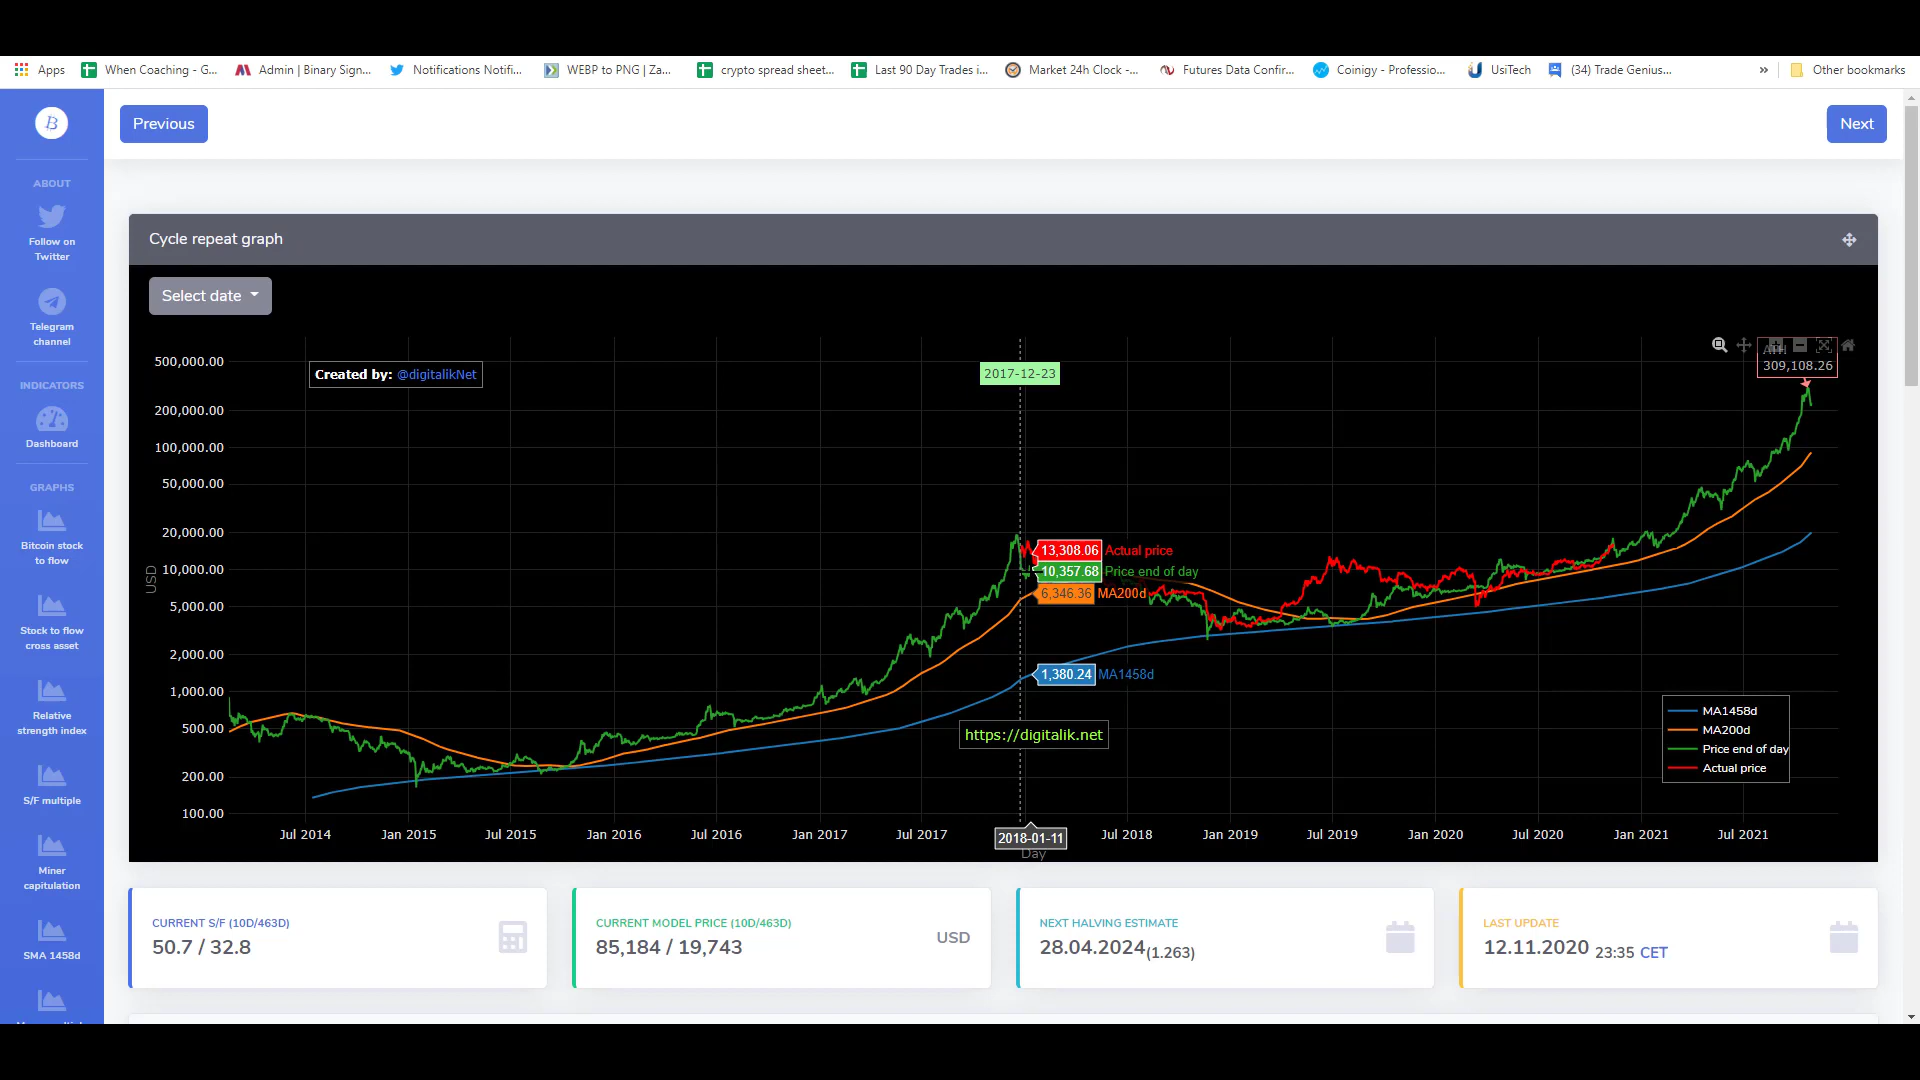 Apps When Coaching - G... Admin | Binary Sign... Notifications Notifi... WEBP to PNG | Za... crypto spread sheet... Last 90 Day Trades i... Market 24h Clock -... Futures Data Confir... Coinigy - Professio... UsiTech (34) Trade Genius... » Other bookmarks
Previous
Next
ABOUT
Follow on
Twitter
Telegram
channel
INDICATORS
Dashboard
GRAPHS
Bitcoin stock
to flow
Stock to flow
cross asset
Relative
strength index
S/F multiple
Miner
capitulation
SMA 1458d
Cycle repeat graph
Select date
Created by: @digitalikNet
2017-12-23
ATH
309,108.26
500,000.00
200,000.00
100,000.00
50,000.00
20,000.00
10,000.00
5,000.00
2,000.00
1,000.00
500.00
200.00
100.00
USD
13,308.06 Actual price
10,357.68 Price end of day
6,346.36 MA200d
1,380.24 MA1458d
https://digitalik.net
MA1458d
MA200d
Price end of day
Actual price
Jul 2014 Jan 2015 Jul 2015 Jan 2016 Jul 2016 Jan 2017 Jul 2017 2018-01-11 Jul 2018 Jan 2019 Jul 2019 Jan 2020 Jul 2020 Jan 2021 Jul 2021
Day
CURRENT S/F (10D/463D)
50.7 / 32.8
CURRENT MODEL PRICE (10D/463D)
85,184 / 19,743
USD
NEXT HALVING ESTIMATE
28.04.2024(1.263)
LAST UPDATE
12.11.2020 23:35 CET